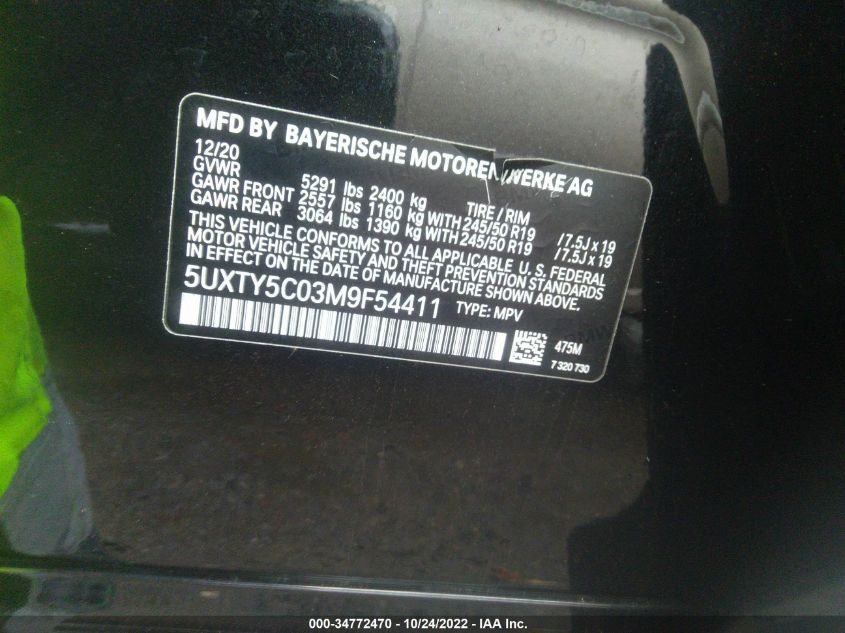 MFD BY BAYERISCHE MOTOREN WERKE AG
12/20
GVWR 5291 lbs 2400 kg TIRE / RIM
GAWR FRONT 2557 lbs 1160 kg WITH 245/50 R19 / 7.5J x 19
GAWR REAR 3064 lbs 1390 kg WITH 245/50 R19 / 7.5J x 19
THIS VEHICLE CONFORMS TO ALL APPLICABLE U. S. FEDERAL
MOTOR VEHICLE SAFETY AND THEFT PREVENTION STANDARDS
IN EFFECT ON THE DATE OF MANUFACTURE SHOWN ABOVE.
5UXTY5C03M9F54411 TYPE: MPV
475M
7 320 730
000-34772470 - 10/24/2022 - IAA Inc.